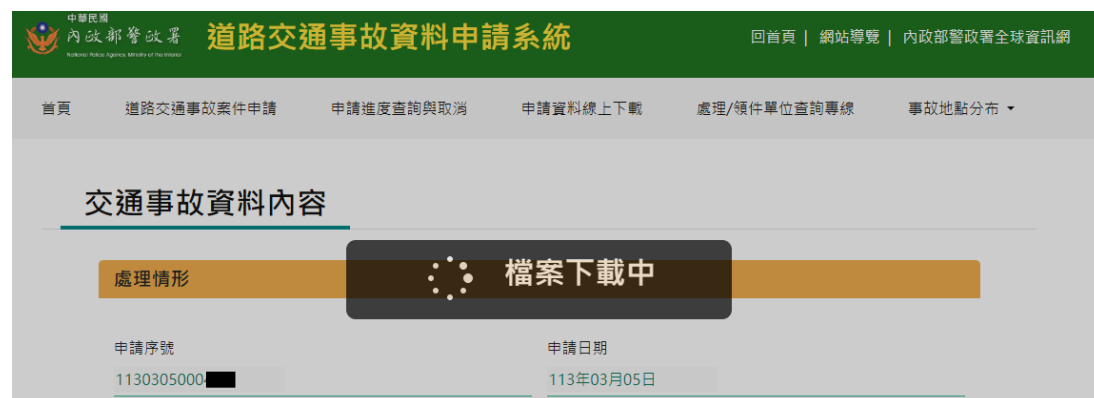 中華民國
內政部警政署
National Police Agency, Ministry of the Interior
道路交通事故資料申請系統
回首頁 | 網站導覽 | 內政部警政署全球資訊網
首頁 道路交通事故案件申請 申請進度查詢與取消 申請資料線上下載 處理/領件單位查詢專線 事故地點分布
交通事故資料內容
檔案下載中
處理情形
申請序號 申請日期
1130305000 113年03月05日